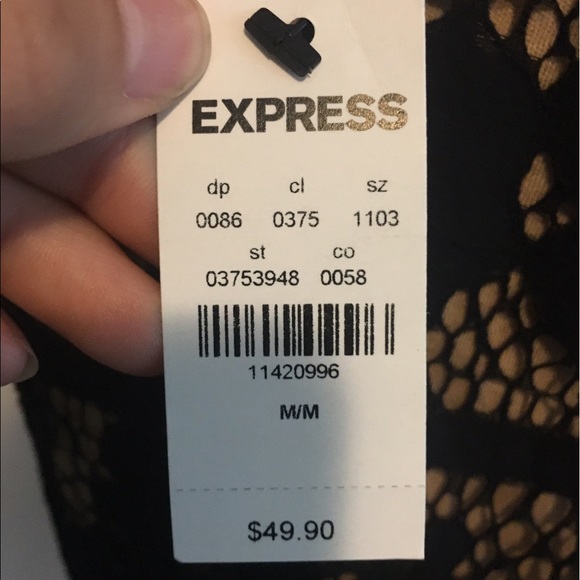 EXPRESS
dp cl sz
0086 0375 1103
st co
03753948 0058
11420996
M/M
$49.90